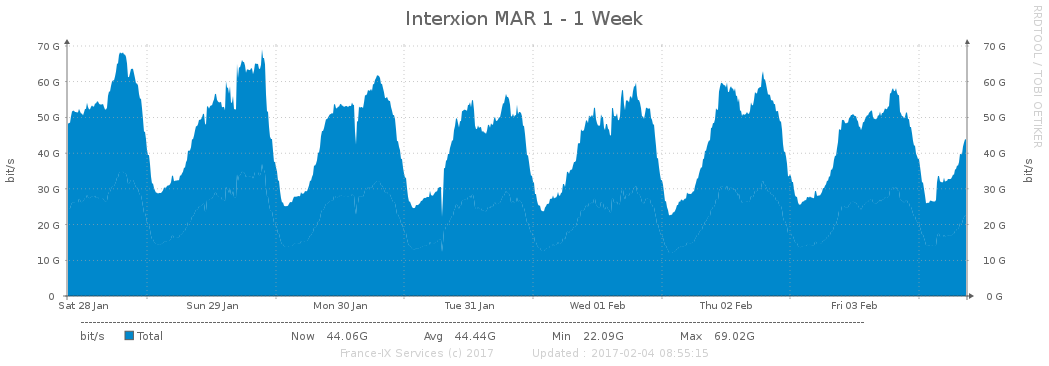 Interxion MAR 1 - 1 Week
RRDTOOL / TOBI OETIKER
70 G 70 G
60 G 60 G
50 G 50 G
40 G 40 G
30 G 30 G
20 G 20 G
10 G 10 G
0 0 G
bit/s
bit/s
Sat 28 Jan Sun 29 Jan Mon 30 Jan Tue 31 Jan Wed 01 Feb Thu 02 Feb Fri 03 Feb
bit/s Total Now 44.06G Avg 44.44G Min 22.09G Max 69.02G
France-IX Services (c) 2017 Updated : 2017-02-04 08:55:15